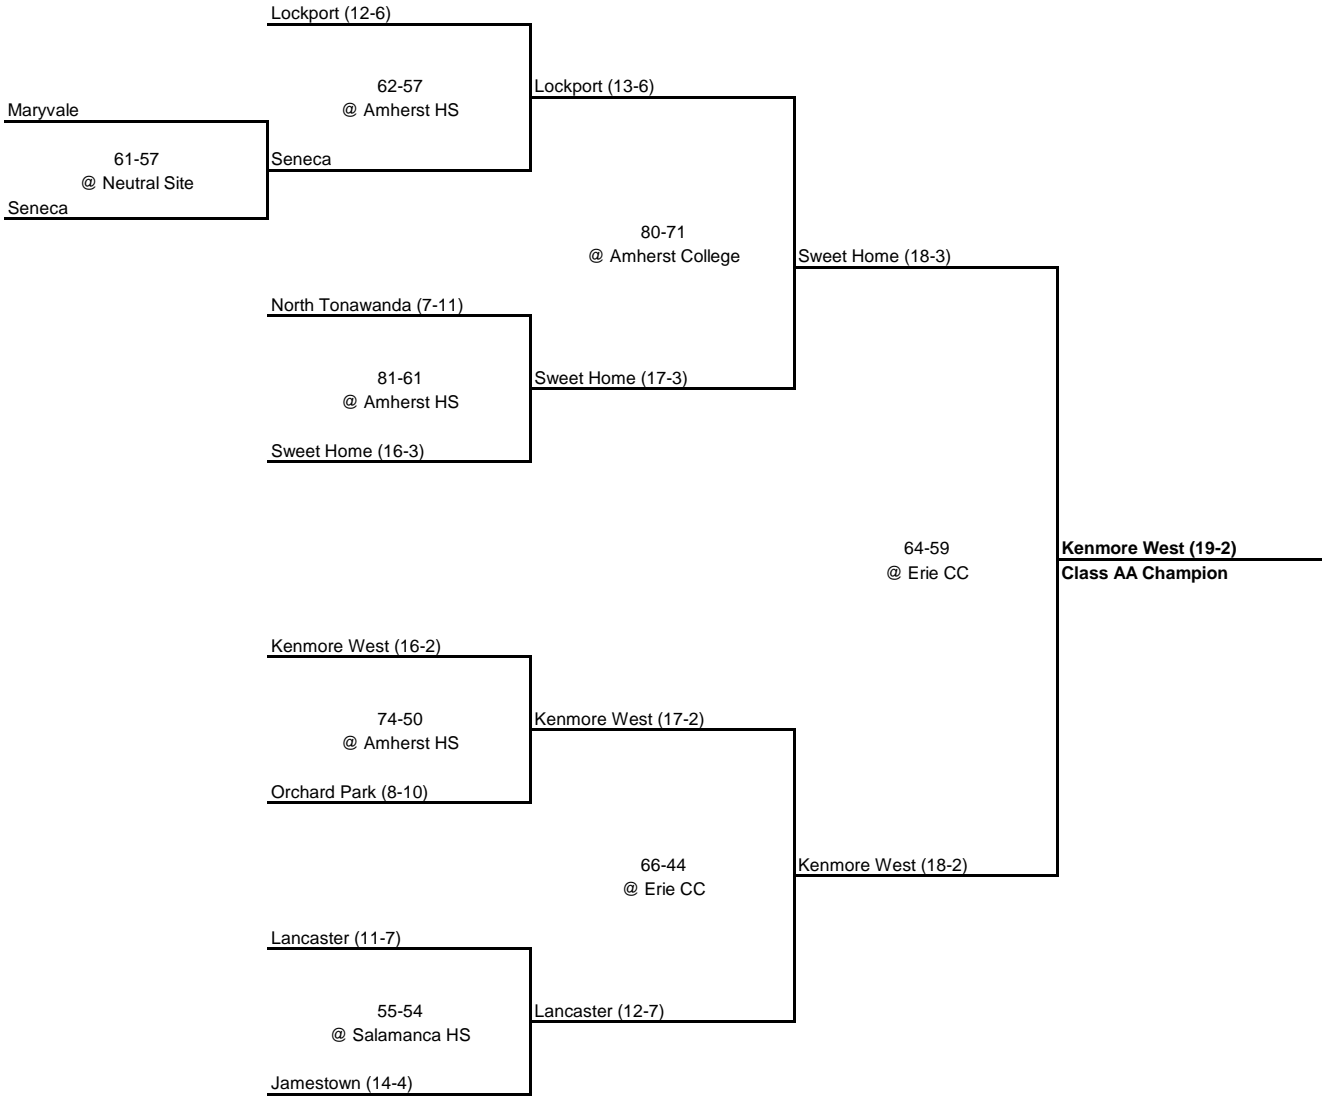 Lockport (12-6)
62-57
@ Amherst HS
Lockport (13-6)
Maryvale
61-57
@ Neutral Site
Seneca
Seneca
80-71
@ Amherst College
Sweet Home (18-3)
North Tonawanda (7-11)
81-61
@ Amherst HS
Sweet Home (17-3)
Sweet Home (16-3)
64-59
@ Erie CC
Kenmore West (19-2)
Class AA Champion
Kenmore West (16-2)
74-50
@ Amherst HS
Kenmore West (17-2)
Orchard Park (8-10)
66-44
@ Erie CC
Kenmore West (18-2)
Lancaster (11-7)
55-54
@ Salamanca HS
Lancaster (12-7)
Jamestown (14-4)